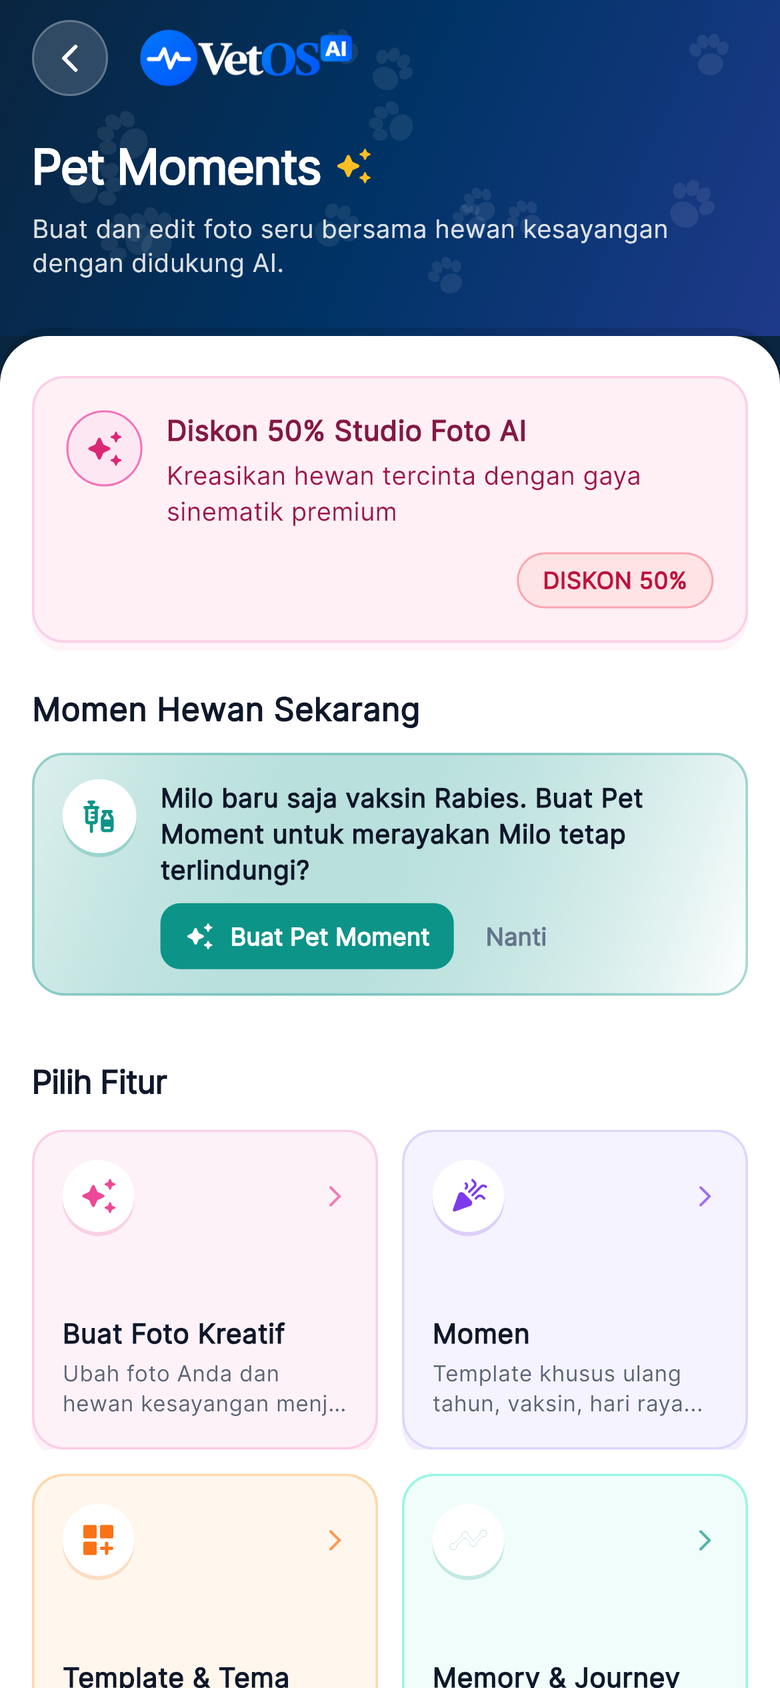 VetOS AI
Pet Moments
Buat dan edit foto seru bersama hewan kesayangan
dengan didukung AI.
Diskon 50% Studio Foto AI
Kreasikan hewan tercinta dengan gaya
sinematik premium
DISKON 50%
Momen Hewan Sekarang
Milo baru saja vaksin Rabies. Buat Pet
Moment untuk merayakan Milo tetap
terlindungi?
Buat Pet Moment
Nanti
Pilih Fitur
Buat Foto Kreatif
Ubah foto Anda dan
hewan kesayangan menj...
Momen
Template khusus ulang
tahun, vaksin, hari raya...
Template & Tema
Memory & Journey